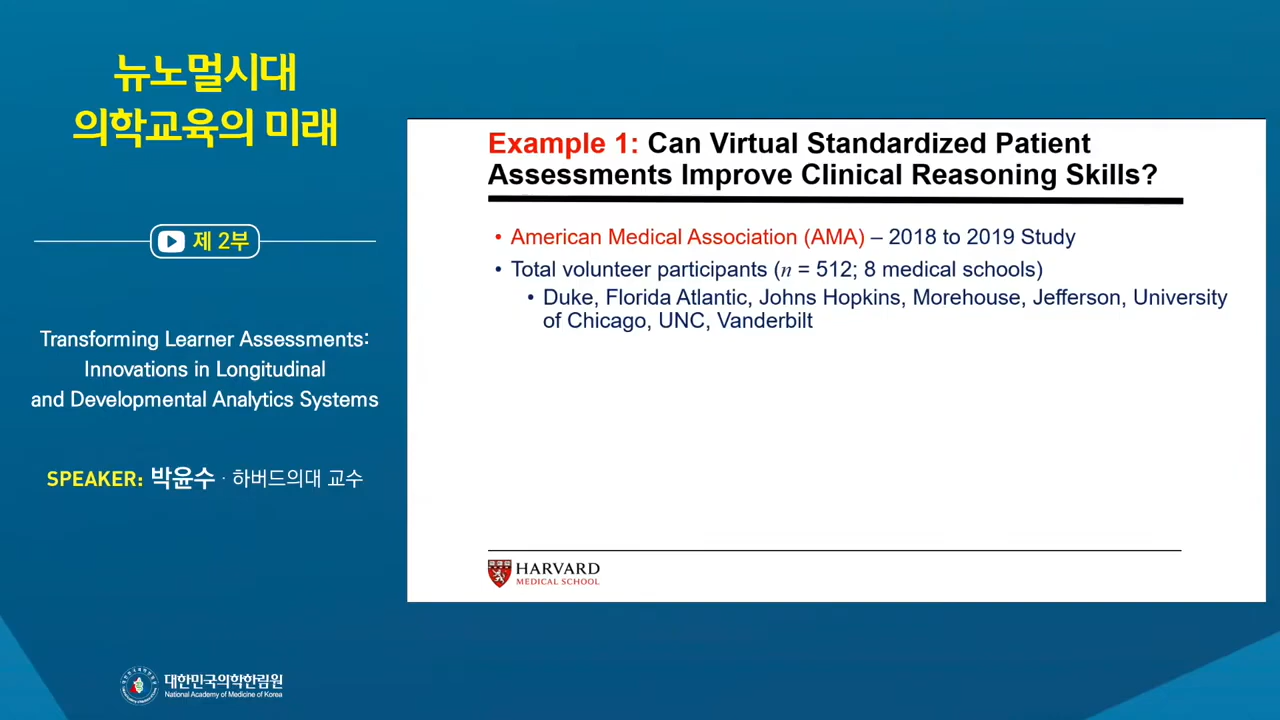 뉴노멀시대
의학교육의 미래
제 2부
Transforming Learner Assessments:
Innovations in Longitudinal
and Developmental Analytics Systems
SPEAKER: 박윤수 · 하버드의대 교수
대한민국의학한림원
National Academy of Medicine of Korea
Example 1: Can Virtual Standardized Patient
Assessments Improve Clinical Reasoning Skills?
• American Medical Association (AMA) – 2018 to 2019 Study
• Total volunteer participants (n = 512; 8 medical schools)
• Duke, Florida Atlantic, Johns Hopkins, Morehouse, Jefferson, University
of Chicago, UNC, Vanderbilt
HARVARD
MEDICAL SCHOOL